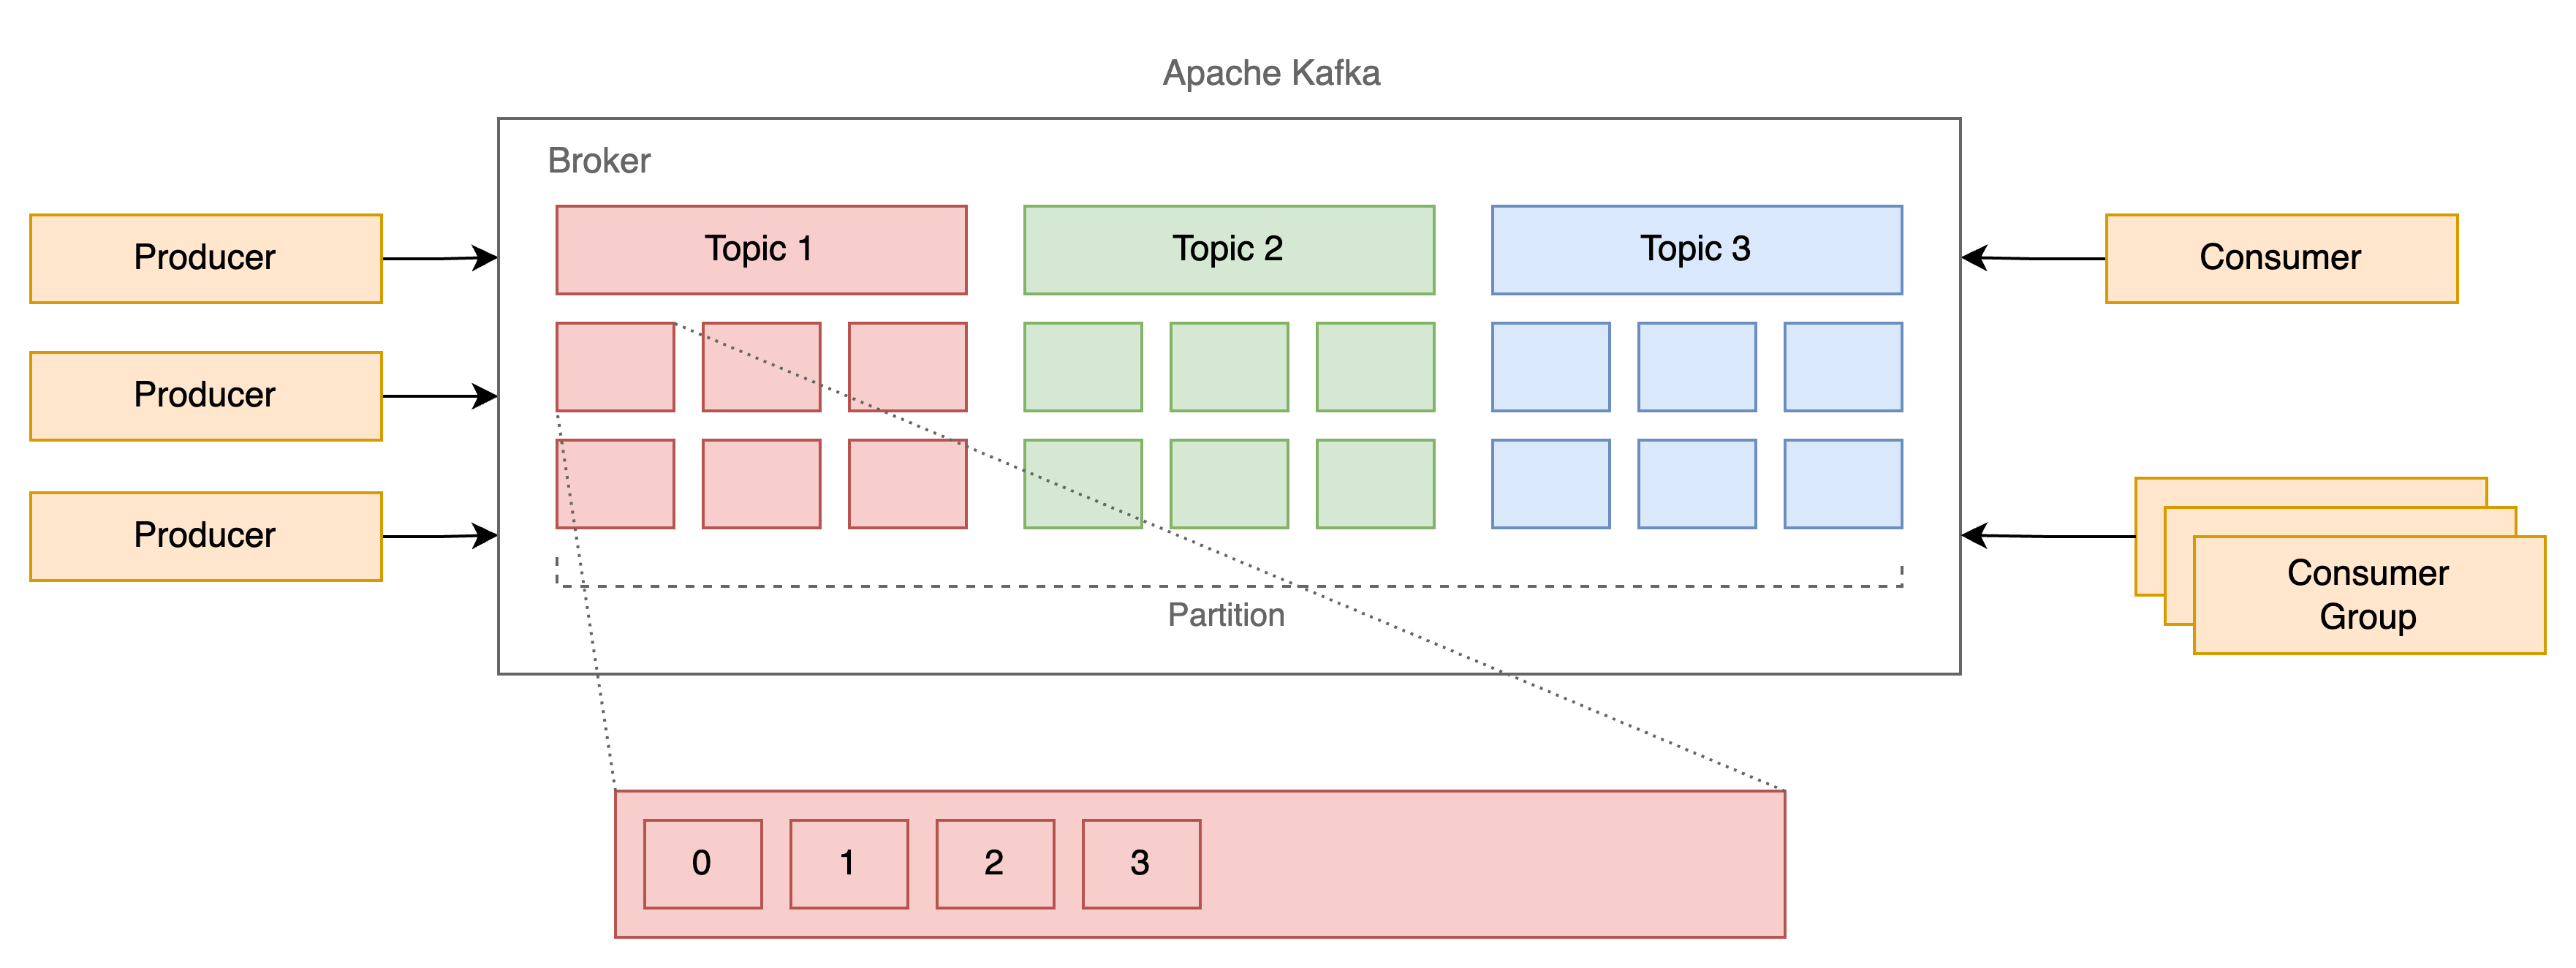 Apache Kafka
Broker
Topic 1
Topic 2
Topic 3
Producer
Producer
Producer
Consumer
Consumer
Group
Partition
0
1
2
3